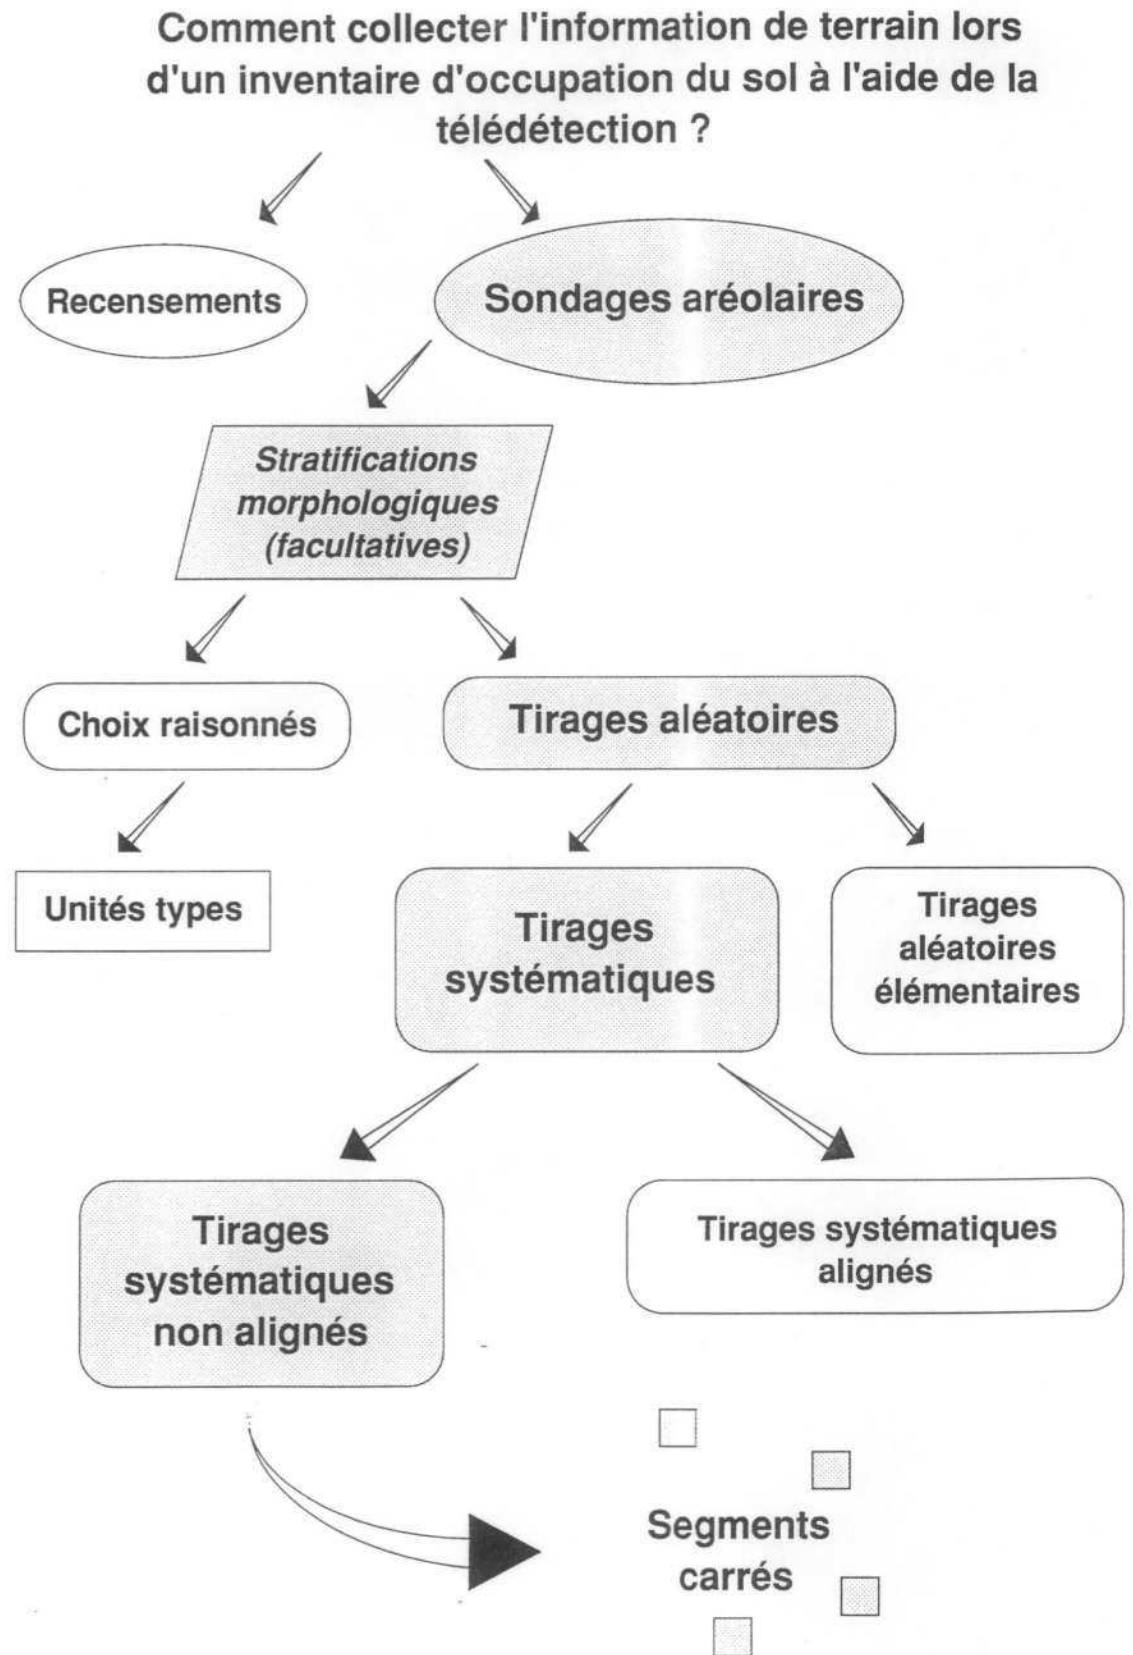 Comment collecter l'information de terrain lors
d'un inventaire d'occupation du sol à l'aide de la
télédétection ?
Recensements
Sondages aréolaires
Stratifications
morphologiques
(facultatives)
Choix raisonnés
Tirages aléatoires
Unités types
Tirages
systématiques
Tirages
aléatoires
élémentaires
Tirages
systématiques
non alignés
Tirages systématiques
alignés
Segments
carrés